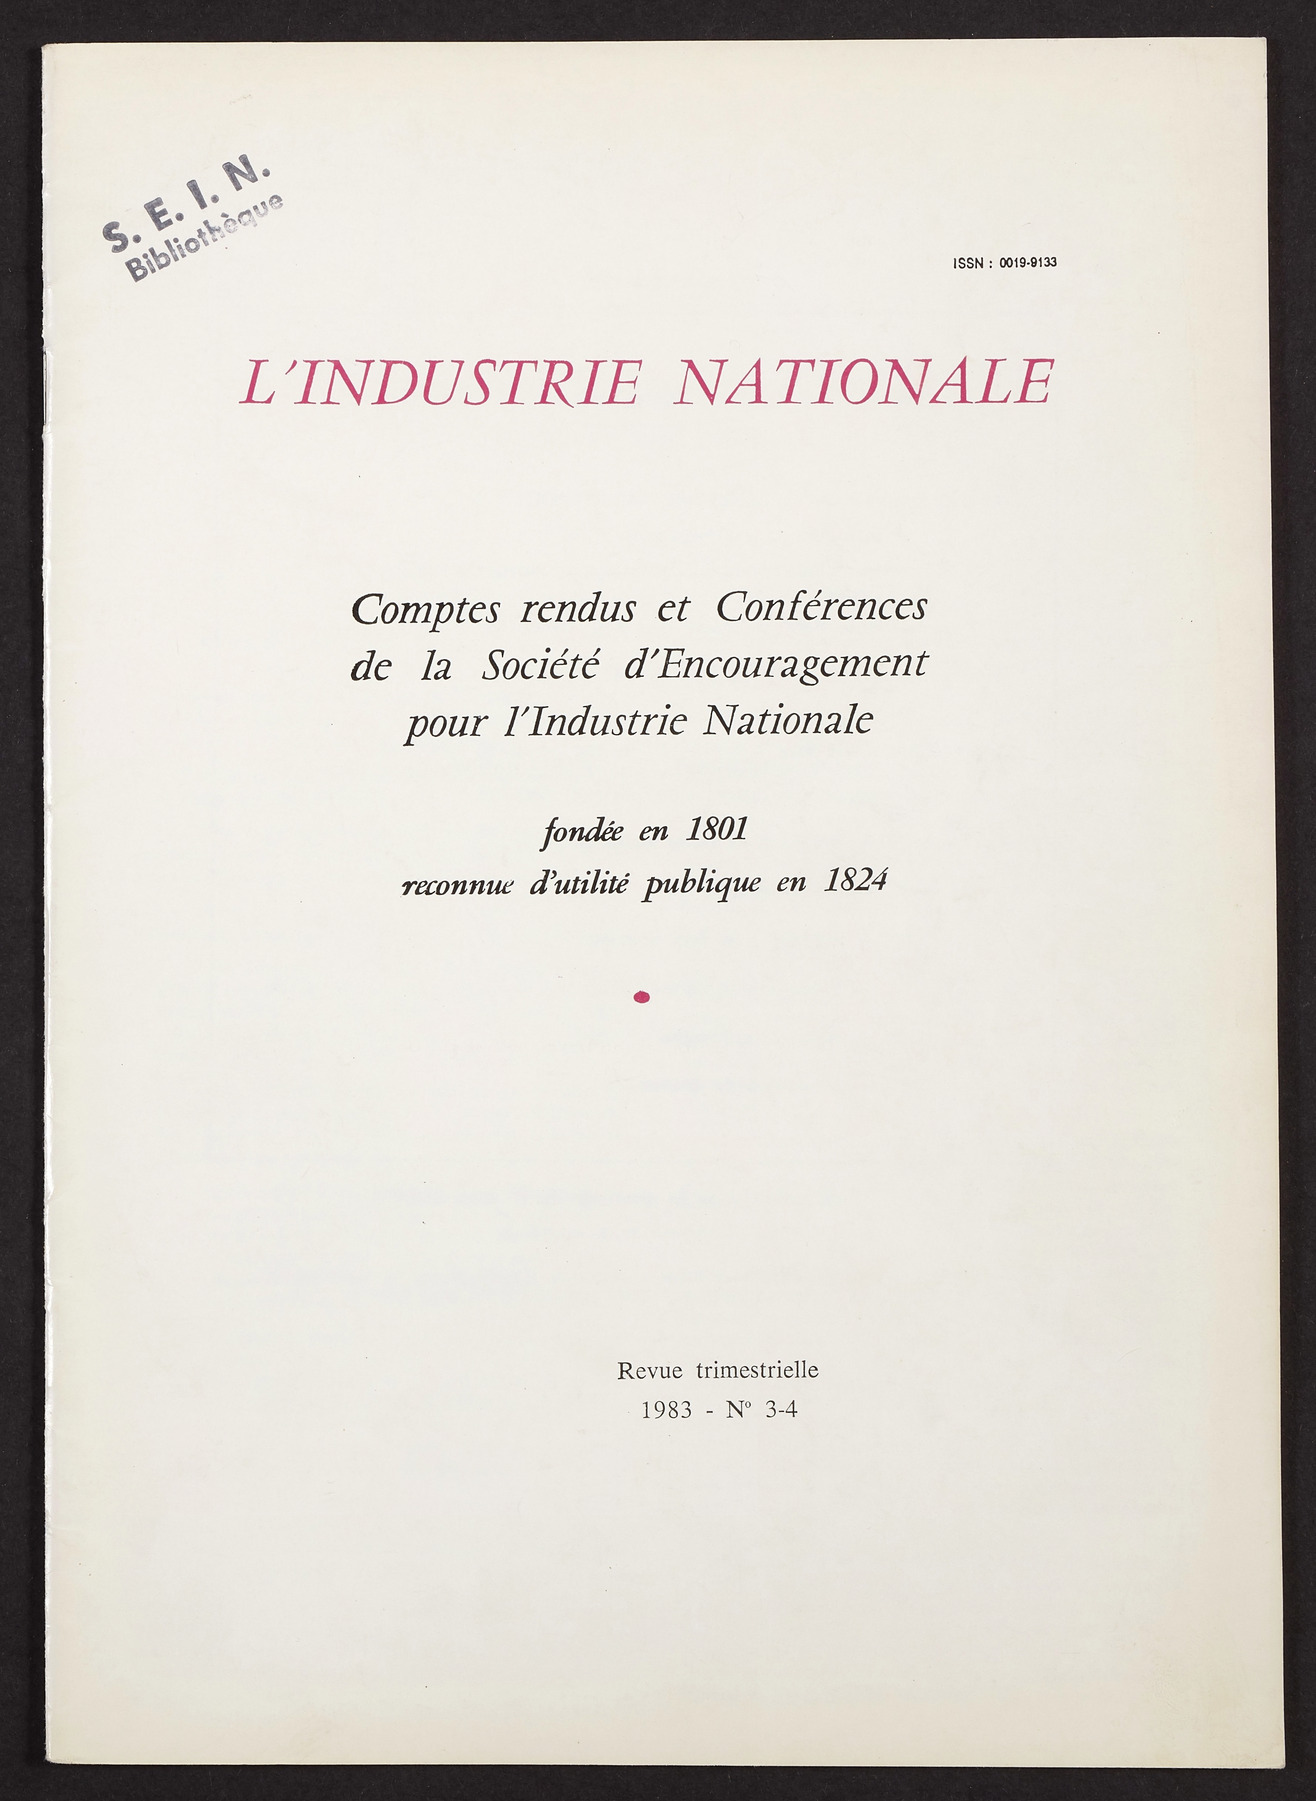 S. E. I. N.
Bibliothèque
ISSN : 0019-9133
L'INDUSTRIE NATIONALE
Comptes rendus et Conférences
de la Société d'Encouragement
pour l'Industrie Nationale
fondée en 1801
reconnue d'utilité publique en 1824
Revue trimestrielle
1983 - Nº 3-4